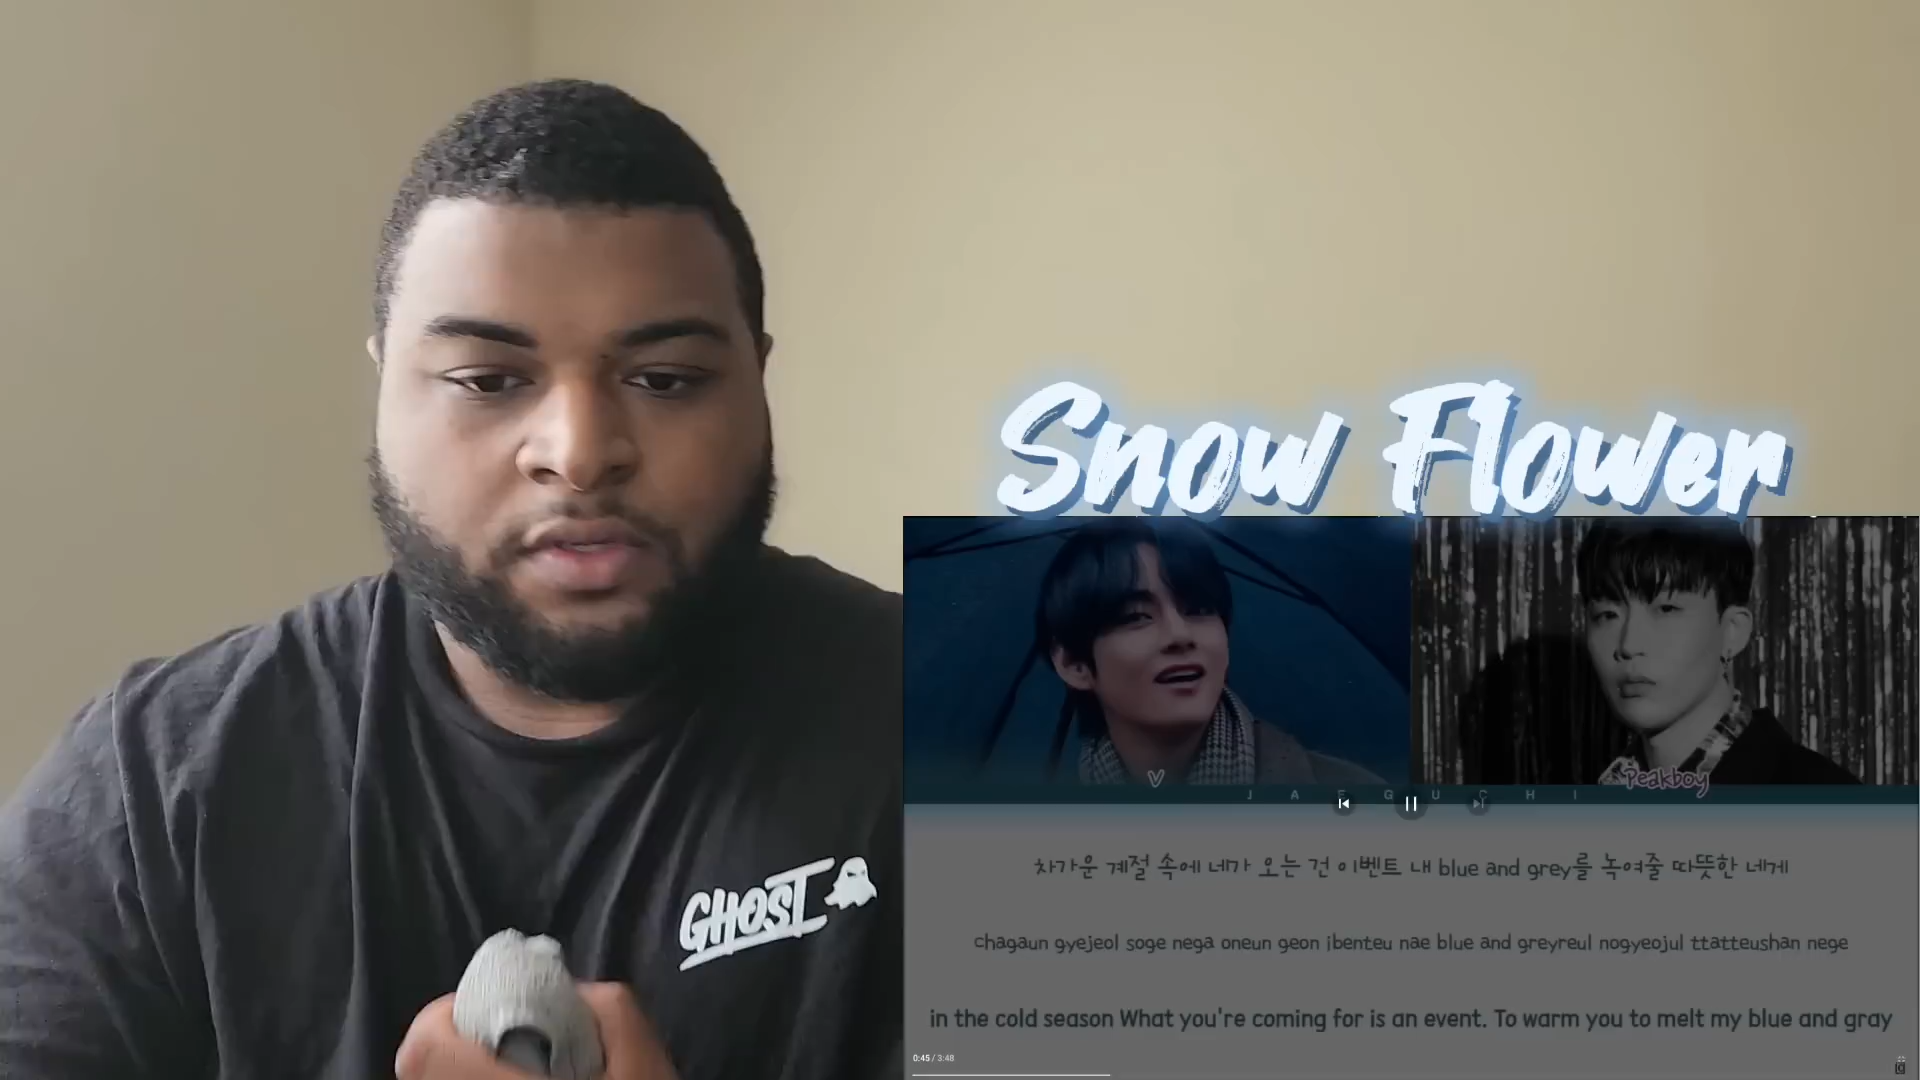 Snow Flower
GHOST
V
Peakboy
J A E G U C H I
차가운 계절 속에 네가 오는 건 이벤트 내 blue and grey를 녹여줄 따뜻한 네게
chagaun gyejeol soge nega oneun geon ibenteu nae blue and greyreul nogyeojul ttatteushan nege
in the cold season What you're coming for is an event. To warm you to melt my blue and gray
0:45 / 3:48